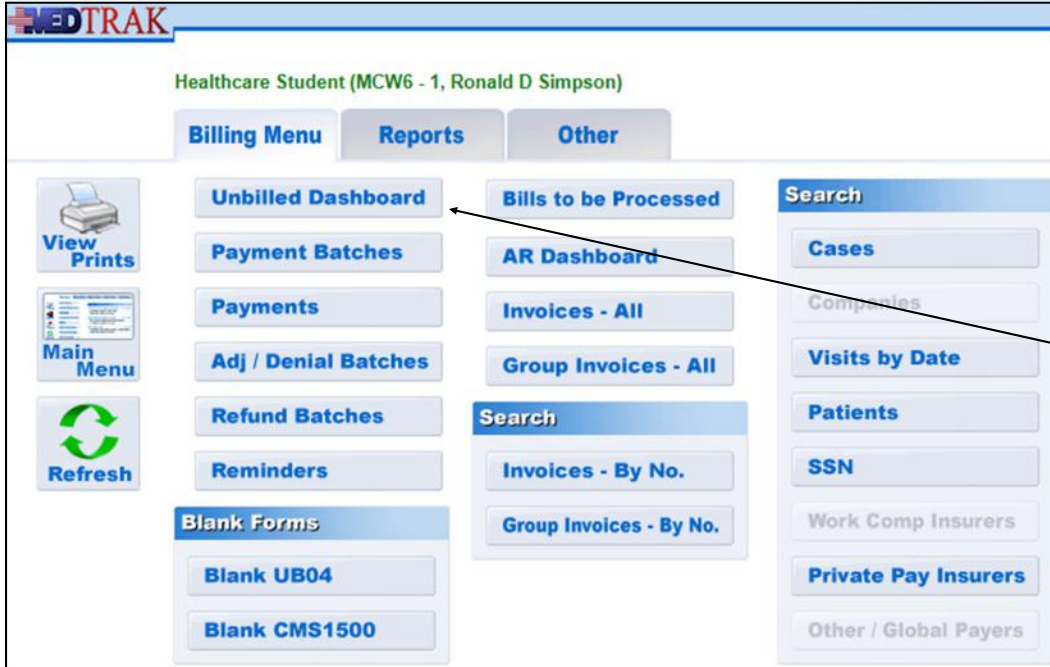 MEDTRAK
Healthcare Student (MCW6 - 1, Ronald D Simpson)
Billing Menu
Reports
Other
View
Prints
Main
Menu
Refresh
Unbilled Dashboard
Payment Batches
Payments
Adj / Denial Batches
Refund Batches
Reminders
Blank Forms
Blank UB04
Blank CMS1500
Bills to be Processed
AR Dashboard
Invoices - All
Group Invoices - All
Search
Invoices - By No.
Group Invoices - By No.
Search
Cases
Companies
Visits by Date
Patients
SSN
Work Comp Insurers
Private Pay Insurers
Other / Global Payers